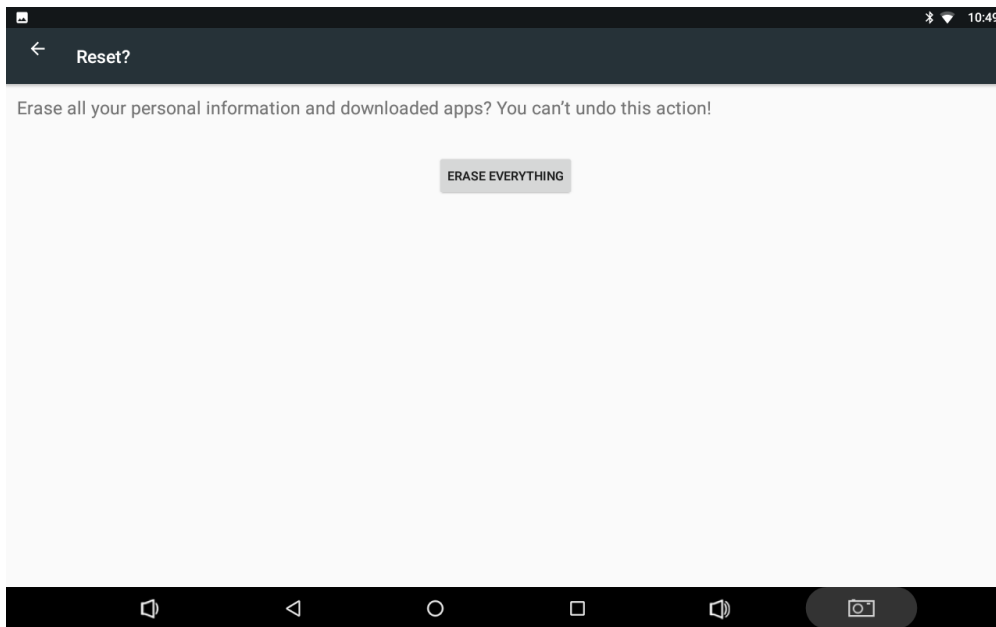 10:49
Reset?
Erase all your personal information and downloaded apps? You can't undo this action!
ERASE EVERYTHING